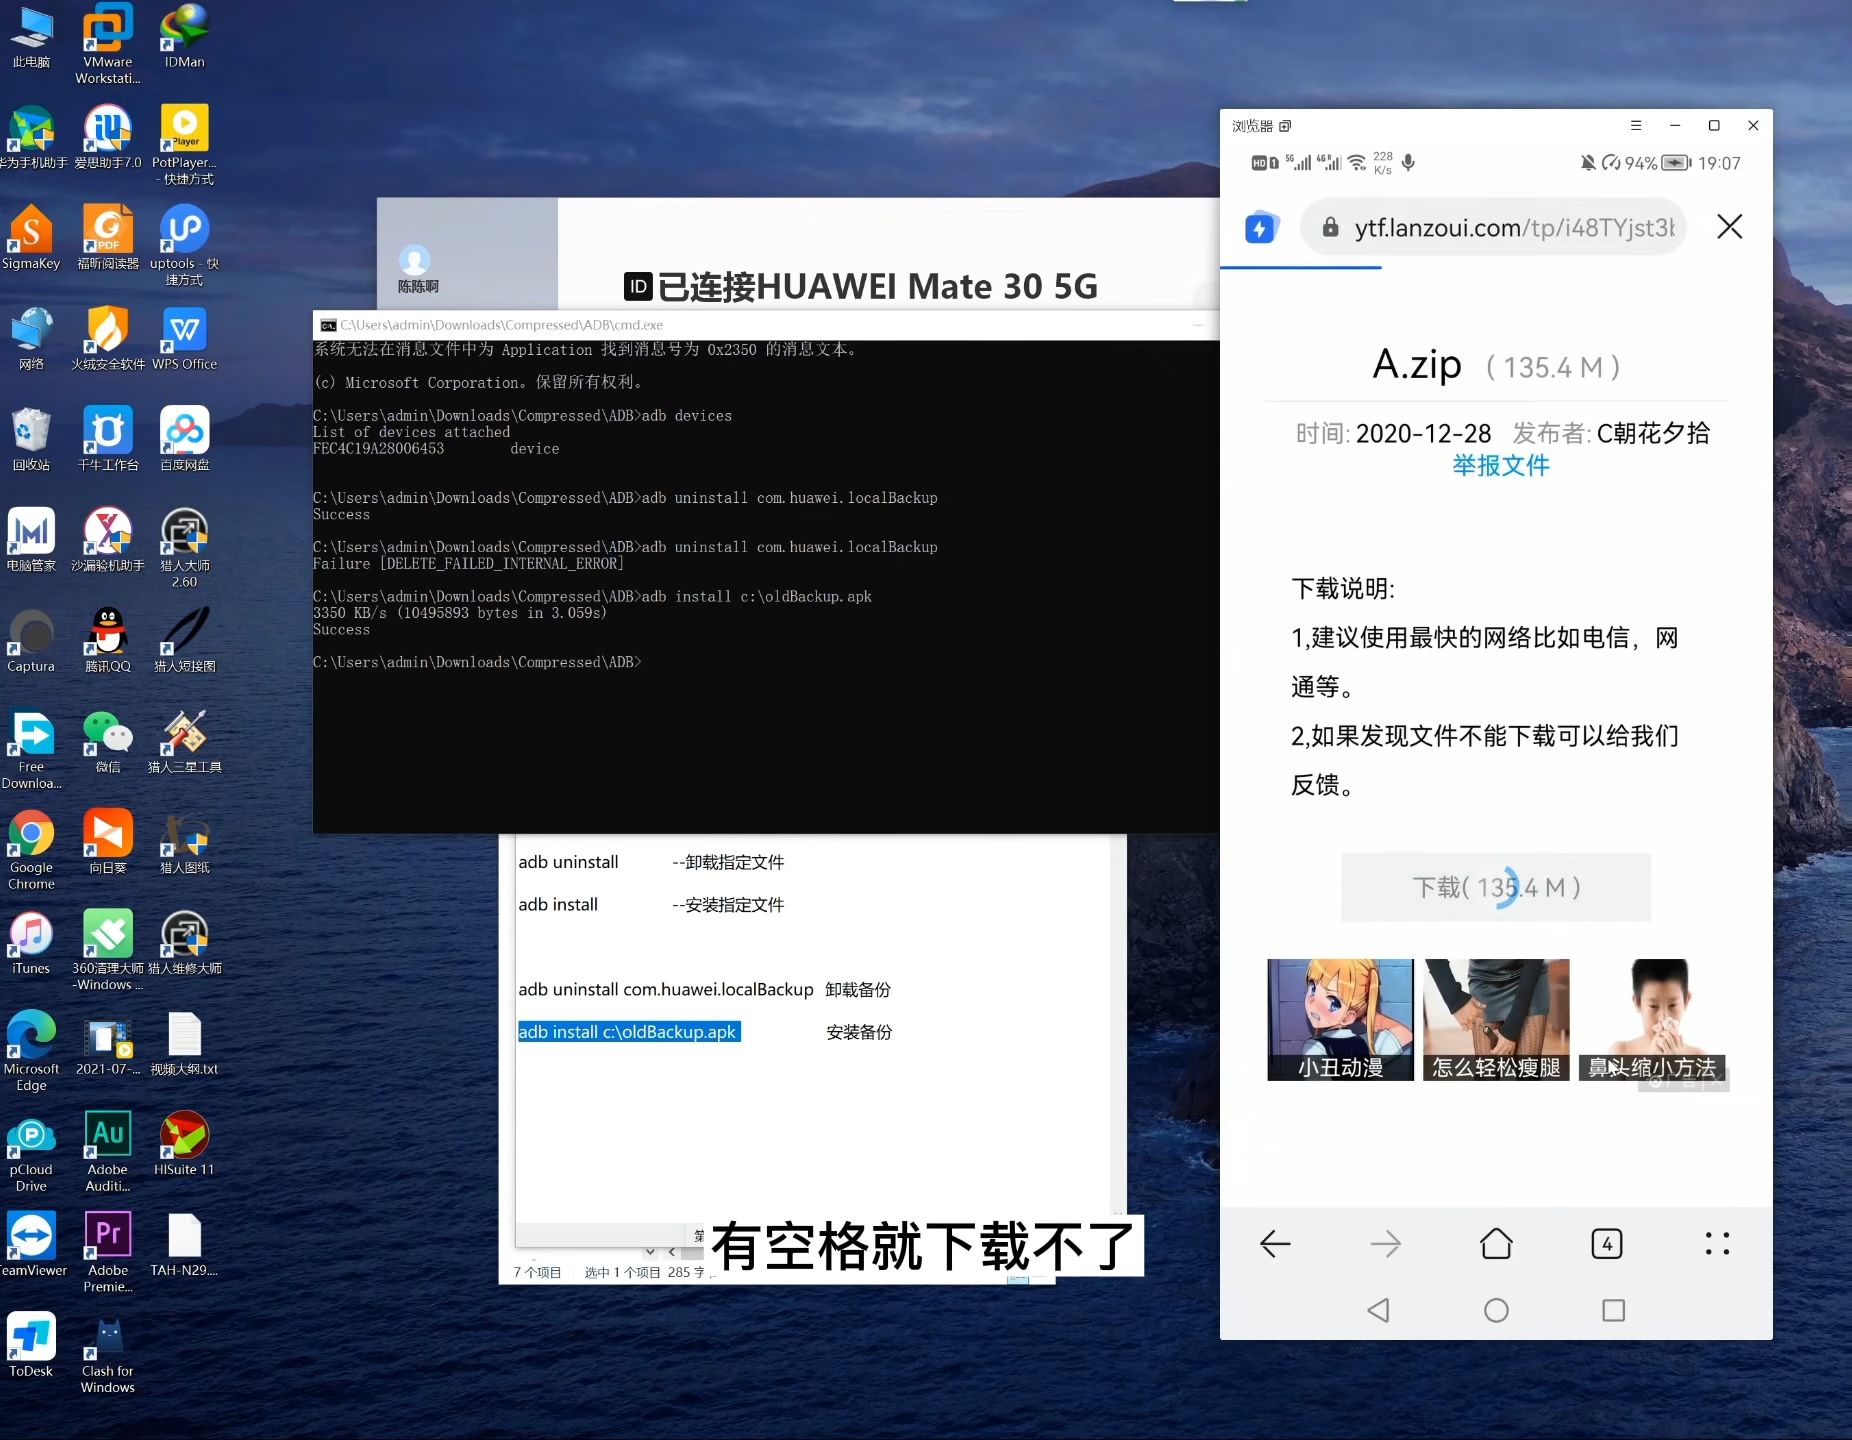 此电脑
VMware
Workstati...
IDMan
华为手机助手
爱思助手7.0
PotPlayer...
- 快捷方式
SigmaKey
福昕阅读器
uptools - 快
捷方式
网络
火绒安全软件
WPS Office
回收站
千牛工作台
百度网盘
电脑管家
沙漏验机助手
猎人大师
2.60
Captura
腾讯QQ
猎人短接图
Free
Downloa...
微信
猎人三星工具
Google
Chrome
向日葵
猎人图纸
iTunes
360清理大师
-Windows ...
猎人维修大师
Microsoft
Edge
2021-07-...
视频大纲.txt
pCloud
Drive
Adobe
Auditi...
HISuite 11
TeamViewer
Adobe
Premie...
TAH-N29....
ToDesk
Clash for
Windows
陈陈啊
ID 已连接HUAWEI Mate 30 5G
C:\Users\admin\Downloads\Compressed\ADB\cmd.exe
系统无法在消息文件中为 Application 找到消息号为 0x2350 的消息文本。
(c) Microsoft Corporation。保留所有权利。
C:\Users\admin\Downloads\Compressed\ADB>adb devices
List of devices attached
FEC4C19A28006453 device
C:\Users\admin\Downloads\Compressed\ADB>adb uninstall com.huawei.localBackup
Success
C:\Users\admin\Downloads\Compressed\ADB>adb uninstall com.huawei.localBackup
Failure [DELETE_FAILED_INTERNAL_ERROR]
C:\Users\admin\Downloads\Compressed\ADB>adb install c:\oldBackup.apk
3350 KB/s (10495893 bytes in 3.059s)
Success
C:\Users\admin\Downloads\Compressed\ADB>
adb uninstall --卸载指定文件
adb install --安装指定文件
adb uninstall com.huawei.localBackup 卸载备份
adb install c:\oldBackup.apk 安装备份
第
7 个项目 选中 1 个项目 285 字
有空格就下载不了
浏览器
HD 1 5G 4G 228 K/s 94% 19:07
ytf.lanzoui.com/tp/i48TYjst3
A.zip ( 135.4 M )
时间: 2020-12-28 发布者: C朝花夕拾
举报文件
下载说明:
1,建议使用最快的网络比如电信，网
通等。
2,如果发现文件不能下载可以给我们
反馈。
下载( 135.4 M )
小丑动漫
怎么轻松瘦腿
鼻头缩小方法
广告
4